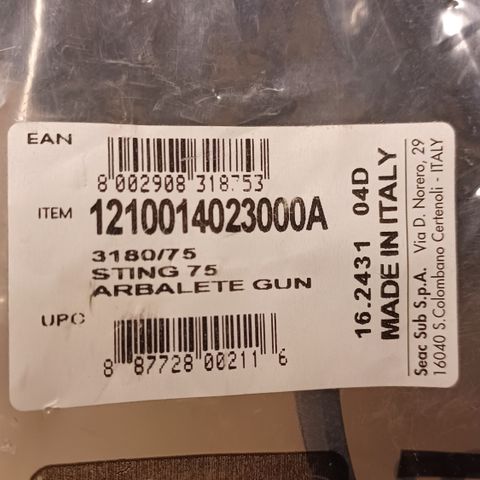 EAN
8 002908 318753
ITEM 1210014023000A
3180/75
STING 75
ARBALETE GUN
UPC
8 87728 00211 6
16.2431 04D
MADE IN ITALY
Seac Sub S.p.A. Via D. Norero, 29
16040 S.Colombano Certenoli - ITALY